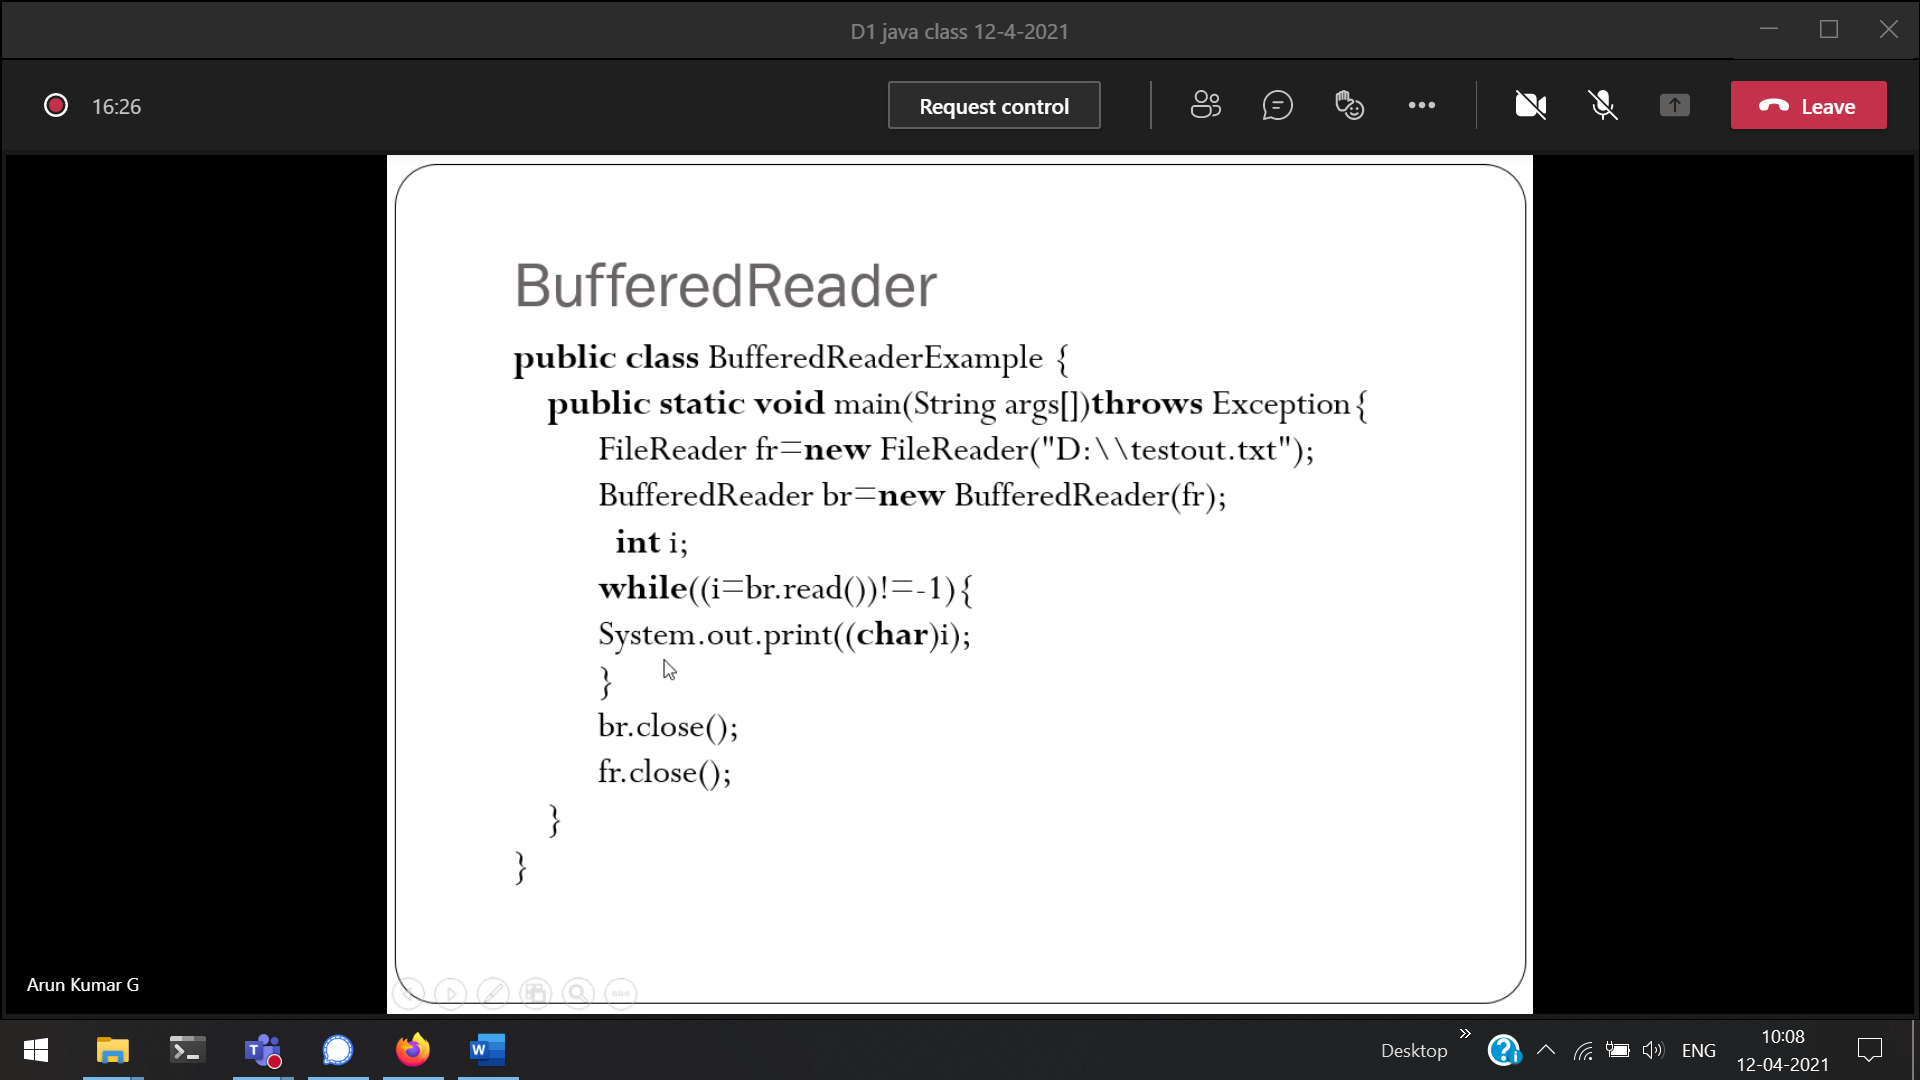 D1 java class 12-4-2021
16:26
Request control
Leave
BufferedReader
public class BufferedReaderExample {
public static void main(String args[])throws Exception{
FileReader fr=new FileReader("D:\\testout.txt");
BufferedReader br=new BufferedReader(fr);
int i;
while((i=br.read())!=-1){
System.out.print((char)i);
}
br.close();
fr.close();
}
}
Arun Kumar G
Desktop
ENG
10:08
12-04-2021